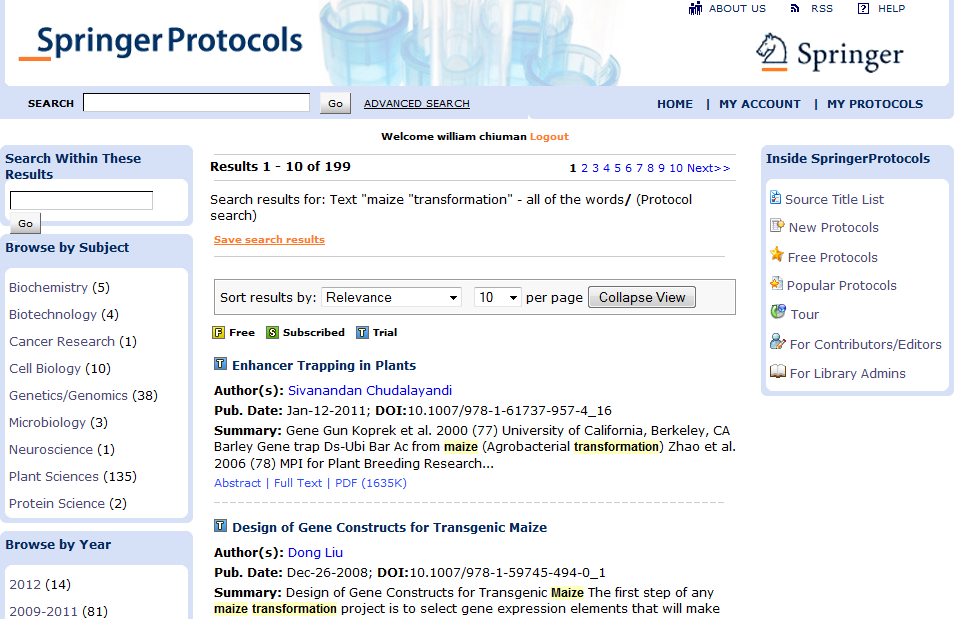 ABOUT US RSS HELP
SpringerProtocols
Springer
SEARCH Go ADVANCED SEARCH HOME | MY ACCOUNT | MY PROTOCOLS
Welcome william chiuman Logout
Search Within These
Results
Go
Browse by Subject
Biochemistry (5)
Biotechnology (4)
Cancer Research (1)
Cell Biology (10)
Genetics/Genomics (38)
Microbiology (3)
Neuroscience (1)
Plant Sciences (135)
Protein Science (2)
Browse by Year
2012 (14)
2009-2011 (81)
Results 1 - 10 of 199 1 2 3 4 5 6 7 8 9 10 Next>>
Search results for: Text "maize "transformation" - all of the words/ (Protocol
search)
Save search results
Sort results by: Relevance 10 per page Collapse View
F Free S Subscribed T Trial
T Enhancer Trapping in Plants
Author(s): Sivanandan Chudalayandi
Pub. Date: Jan-12-2011; DOI:10.1007/978-1-61737-957-4_16
Summary: Gene Gun Koprek et al. 2000 (77) University of California, Berkeley, CA
Barley Gene trap Ds-Ubi Bar Ac from maize (Agrobacterial transformation) Zhao et al.
2006 (78) MPI for Plant Breeding Research...
Abstract | Full Text | PDF (1635K)
T Design of Gene Constructs for Transgenic Maize
Author(s): Dong Liu
Pub. Date: Dec-26-2008; DOI:10.1007/978-1-59745-494-0_1
Summary: Design of Gene Constructs for Transgenic Maize The first step of any
maize transformation project is to select gene expression elements that will make
Inside SpringerProtocols
Source Title List
New Protocols
Free Protocols
Popular Protocols
Tour
For Contributors/Editors
For Library Admins